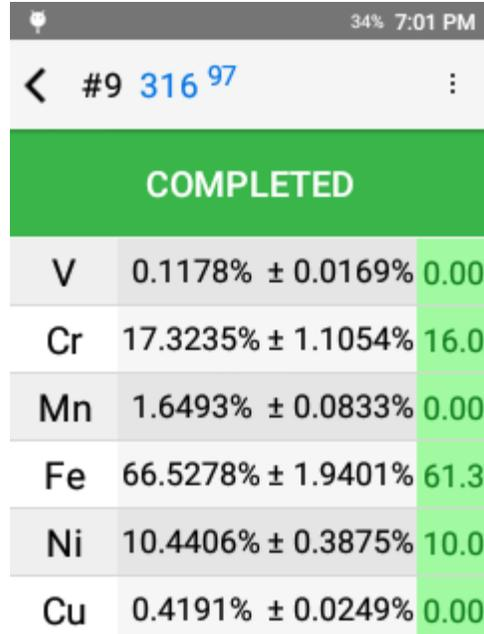 34% 7:01 PM
#9 316 97
COMPLETED
V 0.1178% ± 0.0169% 0.00
Cr 17.3235% ± 1.1054% 16.0
Mn 1.6493% ± 0.0833% 0.00
Fe 66.5278% ± 1.9401% 61.3
Ni 10.4406% ± 0.3875% 10.0
Cu 0.4191% ± 0.0249% 0.00